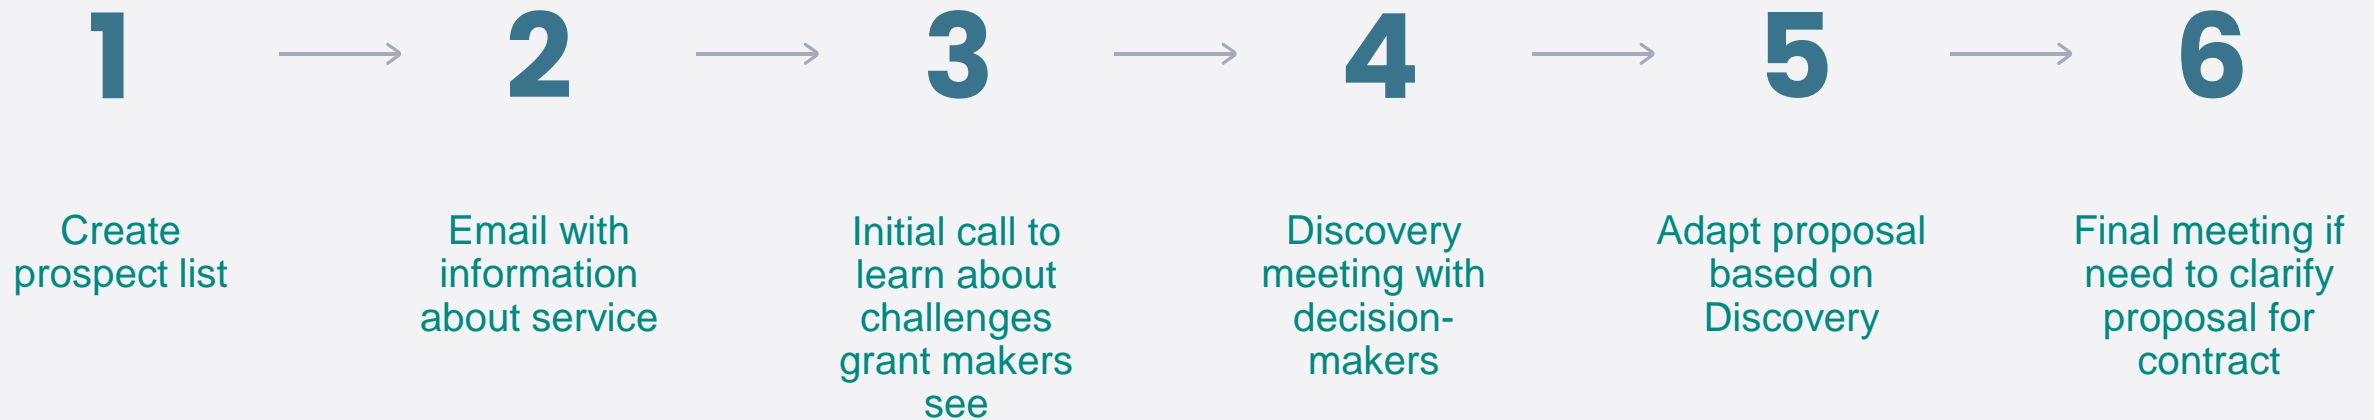 1
2
3
4
5
6
Create
prospect list
Email with
information
about service
Initial call to
learn about
challenges
grant makers
see
Discovery
meeting with
decision-
makers
Adapt proposal
based on
Discovery
Final meeting if
need to clarify
proposal for
contract